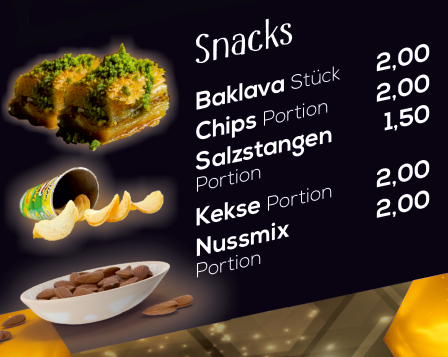 Snacks
Baklava Stück 2,00
Chips Portion 2,00
Salzstangen 1,50
Portion
Kekse Portion 2,00
Nussmix 2,00
Portion